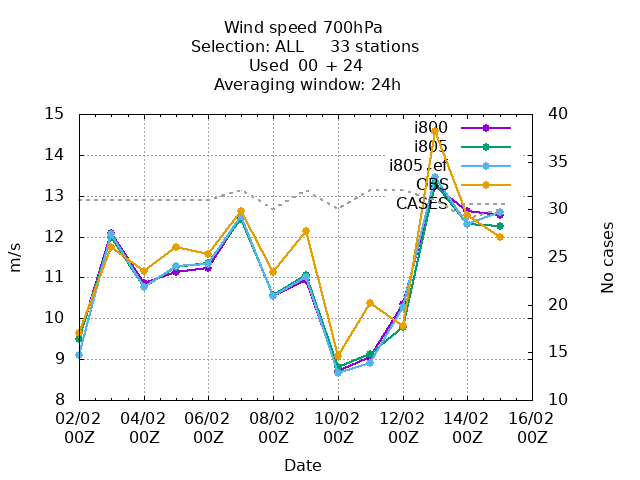 Wind speed 700hPa
Selection: ALL 33 stations
Used 00 + 24
Averaging window: 24h
15
14
13
12
11
10
9
8
m/s
40
35
30
25
20
15
10
No cases
i800
i805
i805_ef
OBS
CASES
02/02 04/02 06/02 08/02 10/02 12/02 14/02 16/02
00Z 00Z 00Z 00Z 00Z 00Z 00Z 00Z
Date